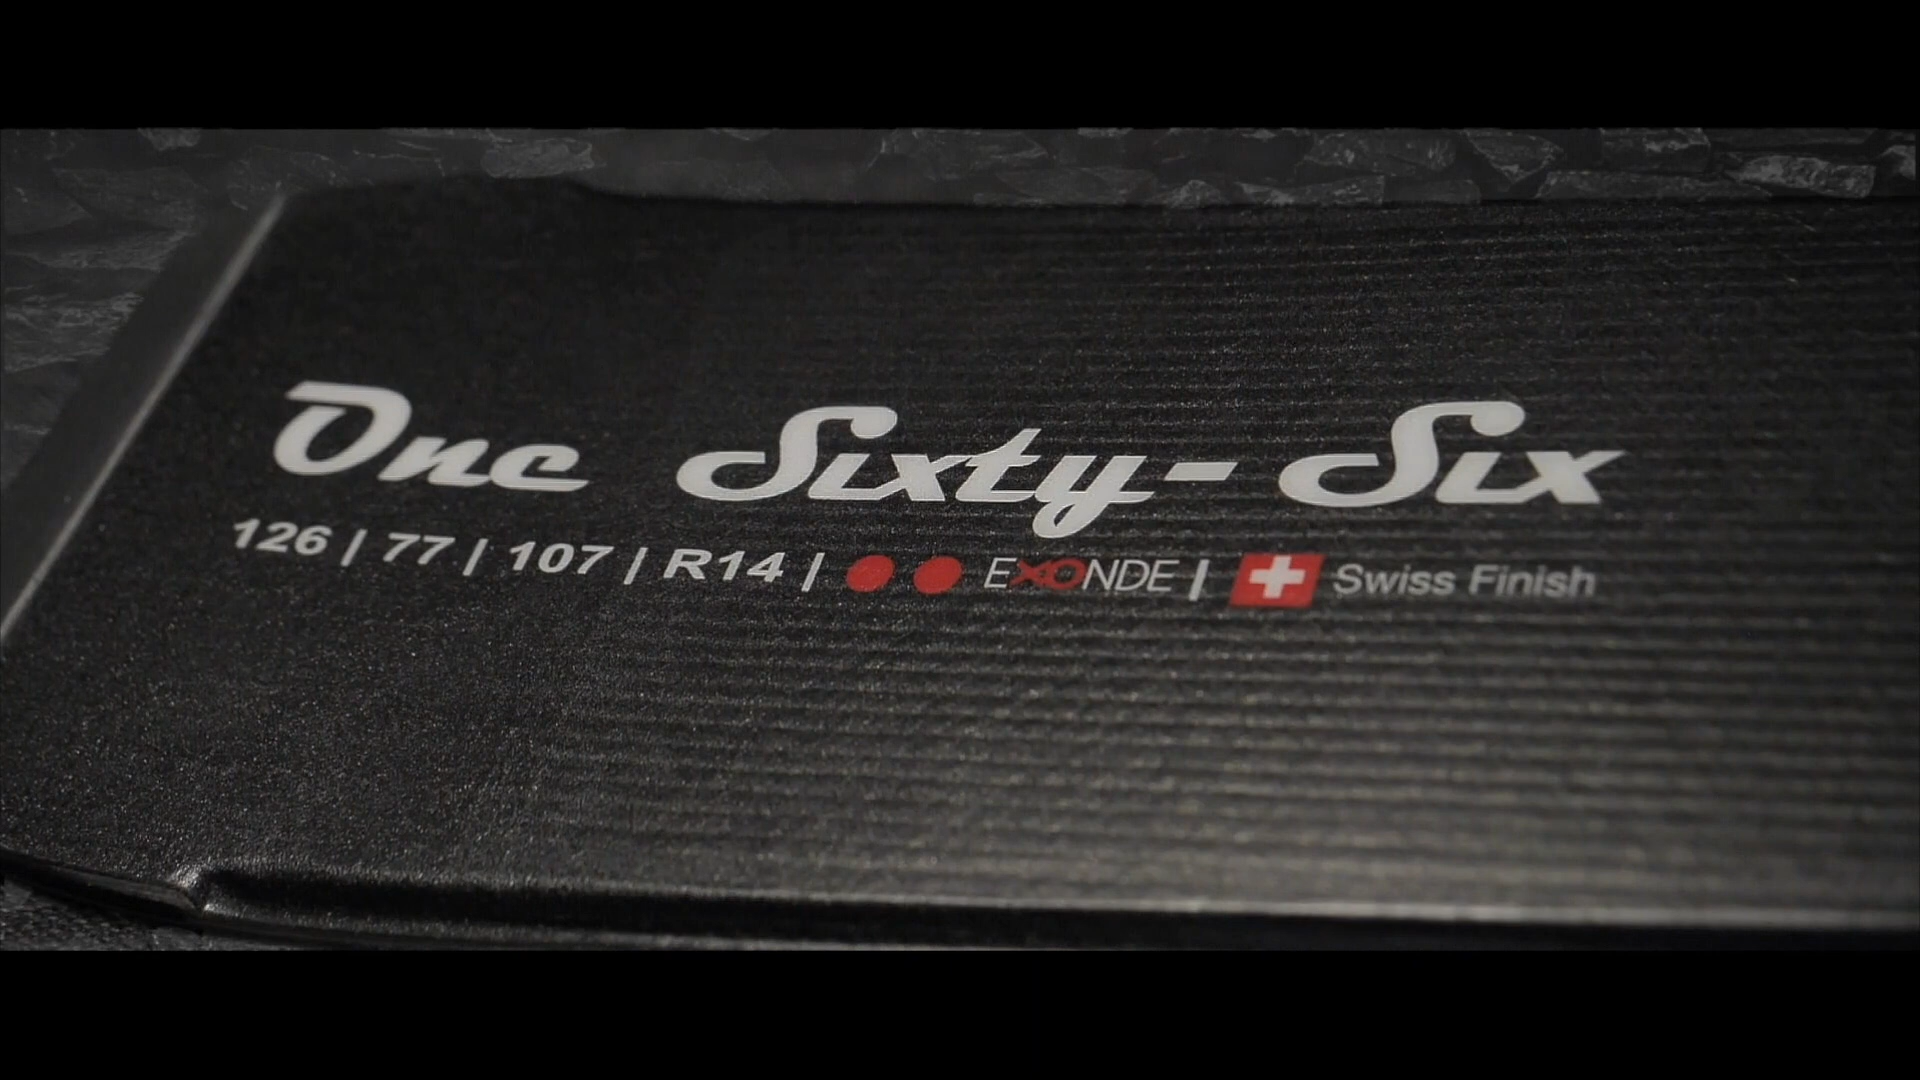 One Sixty-Six
126 | 77 | 107 | R14 | EXONDE | Swiss Finish